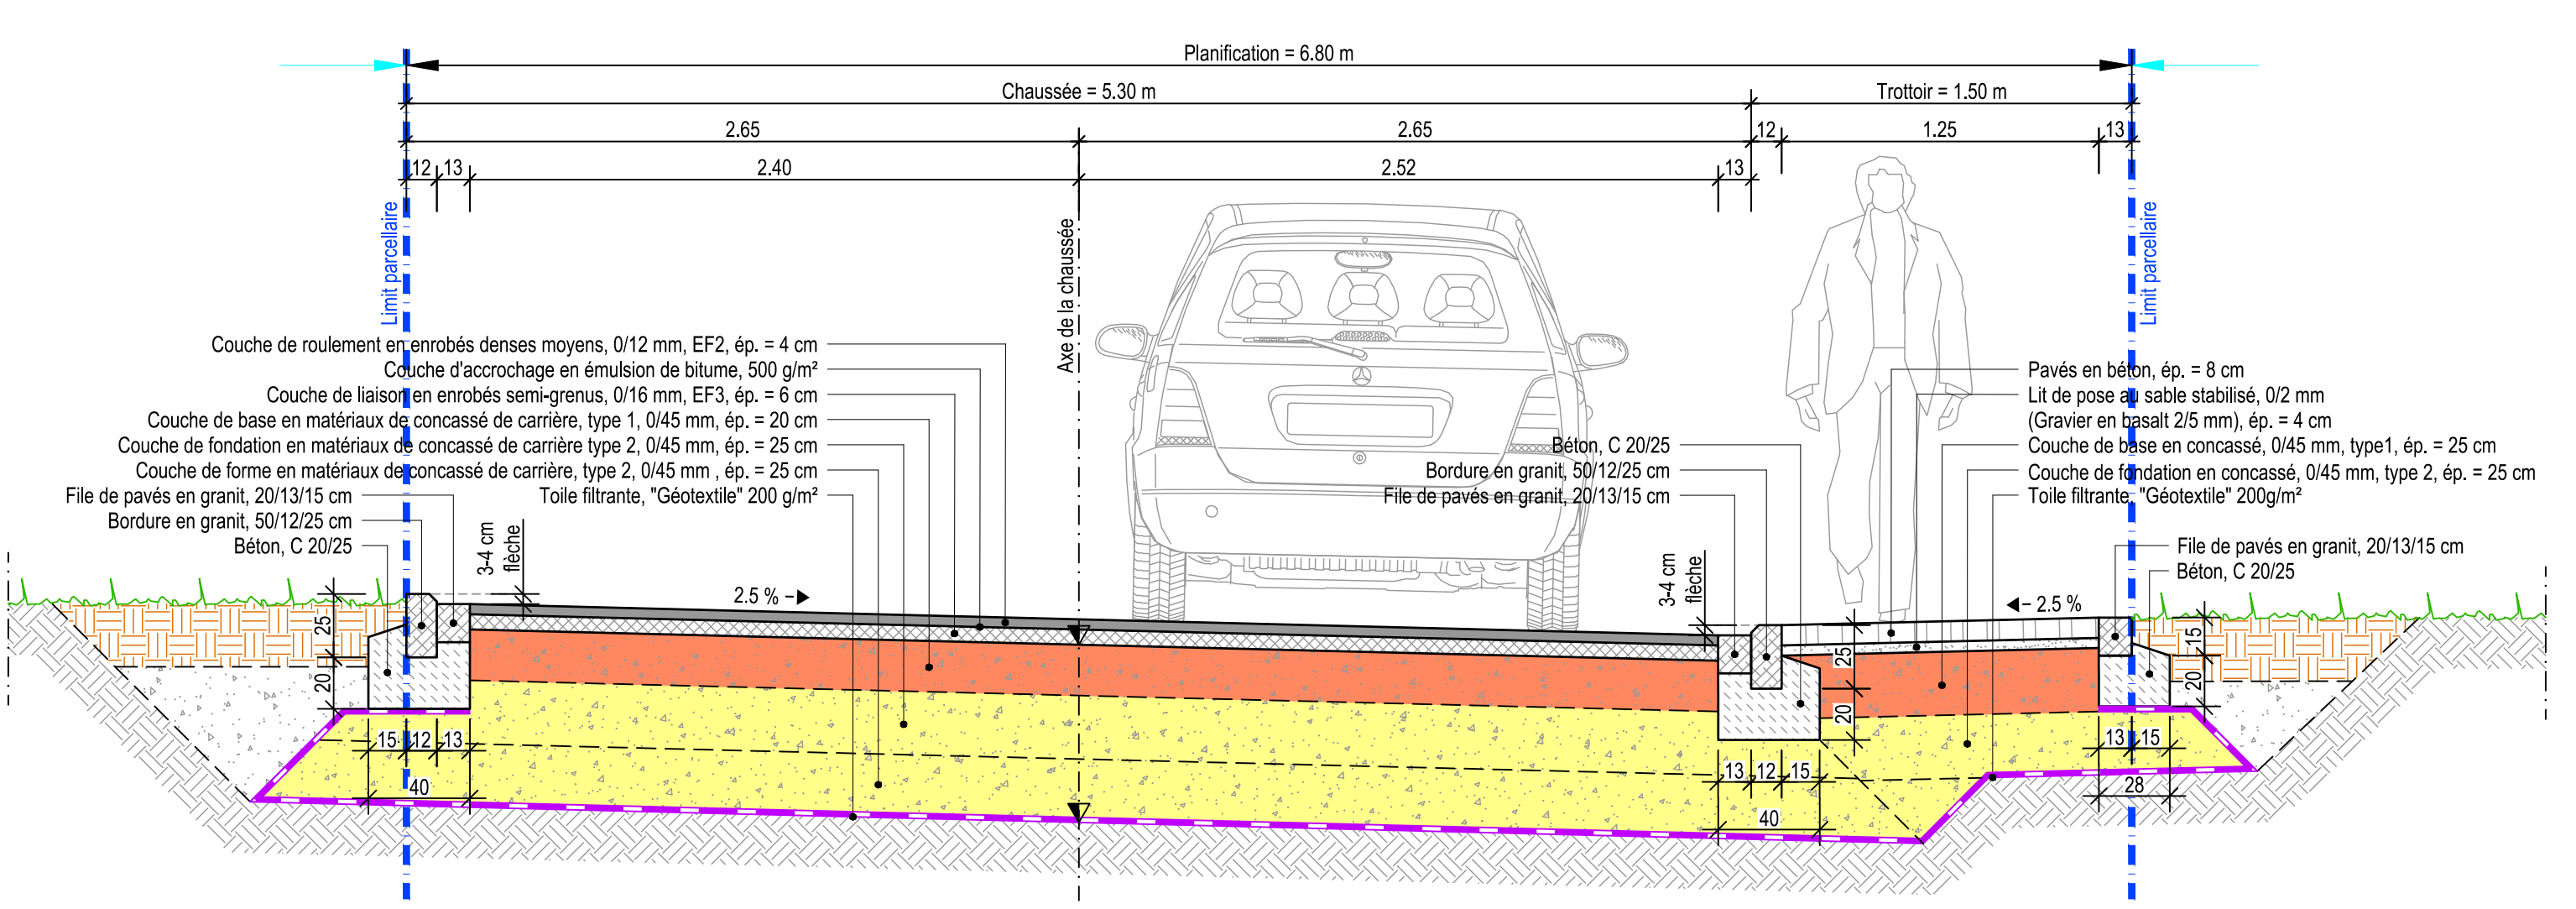 Planification = 6.80 m
Chaussée = 5.30 m
Trottoir = 1.50 m
2.65
2.65
12
1.25
13
12
13
2.40
2.52
13
Limit parcellaire
Axe de la chaussée
Limit parcellaire
Couche de roulement en enrobés denses moyens, 0/12 mm, EF2, ép. = 4 cm
Couche d'accrochage en émulsion de bitume, 500 g/m²
Couche de liaison en enrobés semi-grenus, 0/16 mm, EF3, ép. = 6 cm
Couche de base en matériaux de concassé de carrière, type 1, 0/45 mm, ép. = 20 cm
Couche de fondation en matériaux de concassé de carrière type 2, 0/45 mm, ép. = 25 cm
Couche de forme en matériaux de concassé de carrière, type 2, 0/45 mm , ép. = 25 cm
Toile filtrante, "Géotextile" 200 g/m²
File de pavés en granit, 20/13/15 cm
Bordure en granit, 50/12/25 cm
Béton, C 20/25
Béton, C 20/25
Bordure en granit, 50/12/25 cm
File de pavés en granit, 20/13/15 cm
Pavés en béton, ép. = 8 cm
Lit de pose au sable stabilisé, 0/2 mm
(Gravier en basalt 2/5 mm), ép. = 4 cm
Couche de base en concassé, 0/45 mm, type1, ép. = 25 cm
Couche de fondation en concassé, 0/45 mm, type 2, ép. = 25 cm
Toile filtrante, "Géotextile" 200g/m²
File de pavés en granit, 20/13/15 cm
Béton, C 20/25
3-4 cm
flèche
3-4 cm
flèche
2.5 %
2.5 %
25
20
25
20
15
20
15
12
13
40
13
12
15
40
13
15
28